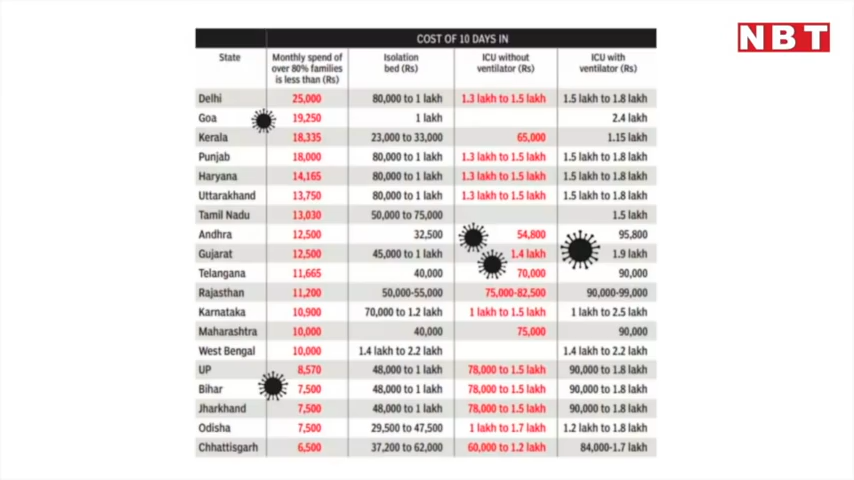 NBT
COST OF 10 DAYS IN
State Monthly spend of over 80% families is less than (Rs) Isolation bed (Rs) ICU without ventilator (Rs) ICU with ventilator (Rs)
Delhi 25,000 80,000 to 1 lakh 1.3 lakh to 1.5 lakh 1.5 lakh to 1.8 lakh
Goa 19,250 1 lakh 2.4 lakh
Kerala 18,335 23,000 to 33,000 65,000 1.15 lakh
Punjab 18,000 80,000 to 1 lakh 1.3 lakh to 1.5 lakh 1.5 lakh to 1.8 lakh
Haryana 14,165 80,000 to 1 lakh 1.3 lakh to 1.5 lakh 1.5 lakh to 1.8 lakh
Uttarakhand 13,750 80,000 to 1 lakh 1.3 lakh to 1.5 lakh 1.5 lakh to 1.8 lakh
Tamil Nadu 13,030 50,000 to 75,000 1.5 lakh
Andhra 12,500 32,500 54,800 95,800
Gujarat 12,500 45,000 to 1 lakh 1.4 lakh 1.9 lakh
Telangana 11,665 40,000 70,000 90,000
Rajasthan 11,200 50,000-55,000 75,000-82,500 90,000-99,000
Karnataka 10,900 70,000 to 1.2 lakh 1 lakh to 1.5 lakh 1 lakh to 2.5 lakh
Maharashtra 10,000 40,000 75,000 90,000
West Bengal 10,000 1.4 lakh to 2.2 lakh 1.4 lakh to 2.2 lakh
UP 8,570 48,000 to 1 lakh 78,000 to 1.5 lakh 90,000 to 1.8 lakh
Bihar 7,500 48,000 to 1 lakh 78,000 to 1.5 lakh 90,000 to 1.8 lakh
Jharkhand 7,500 48,000 to 1 lakh 78,000 to 1.5 lakh 90,000 to 1.8 lakh
Odisha 7,500 29,500 to 47,500 1 lakh to 1.7 lakh 1.2 lakh to 1.8 lakh
Chhattisgarh 6,500 37,200 to 62,000 60,000 to 1.2 lakh 84,000-1.7 lakh